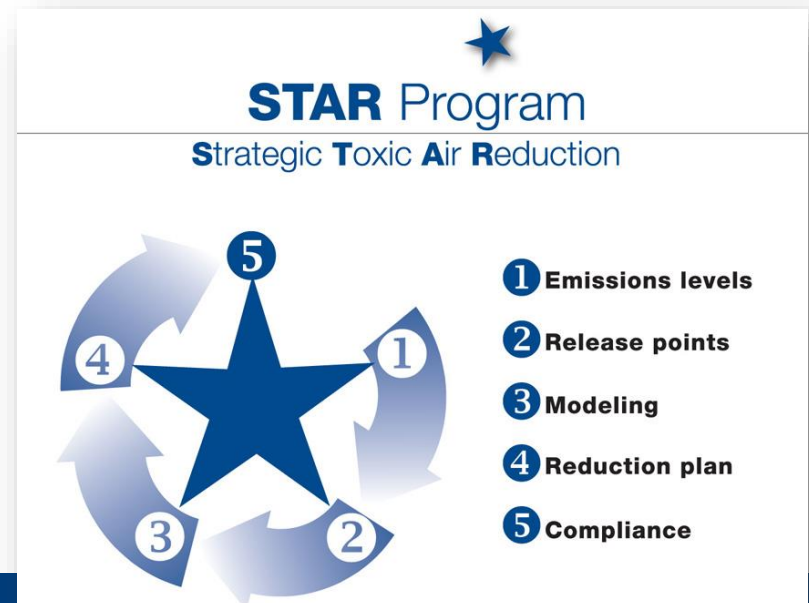 STAR Program
Strategic Toxic Air Reduction
5
1
4
3
2
1 Emissions levels
2 Release points
3 Modeling
4 Reduction plan
5 Compliance